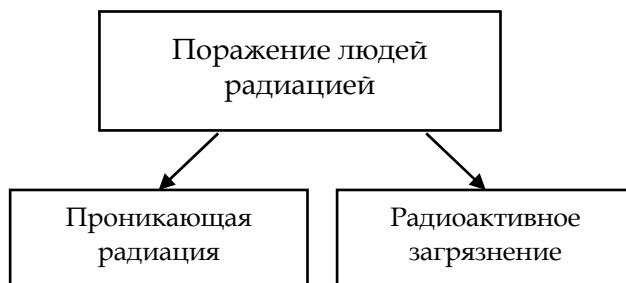 Поражение людей
радиацией
Проникающая
радиация
Радиоактивное
загрязнение